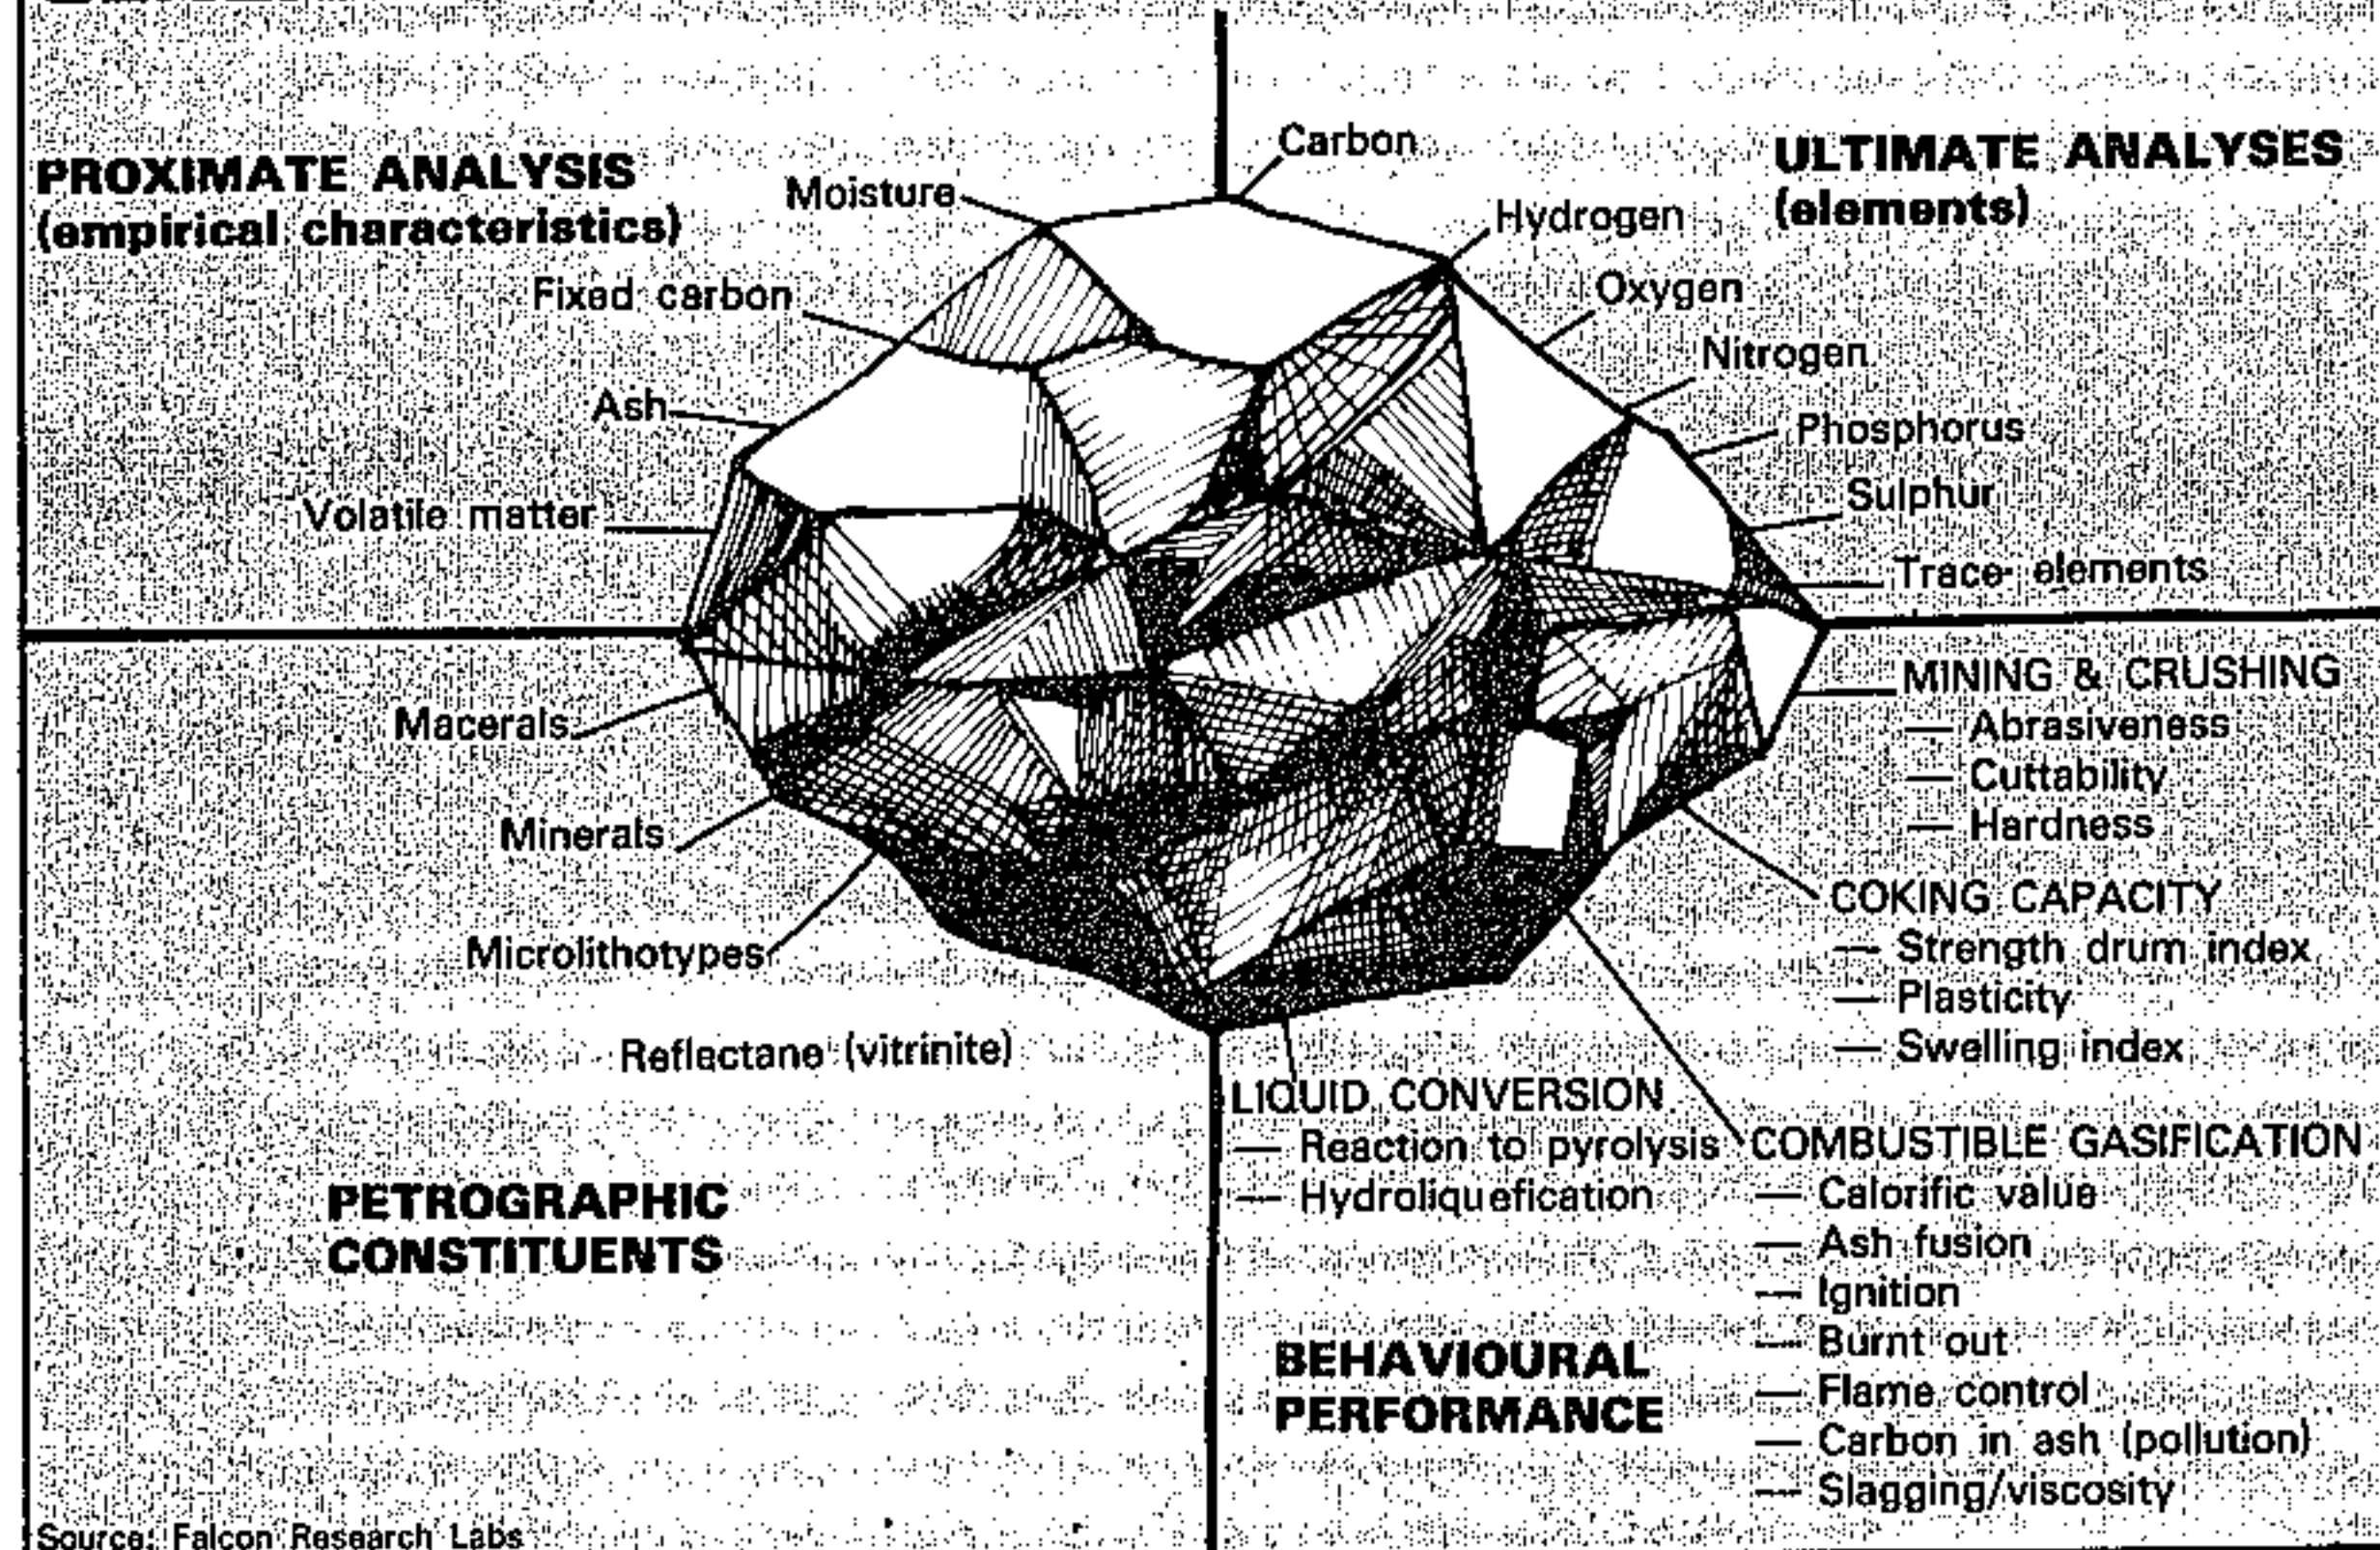 PROXIMATE ANALYSIS
(empirical characteristics)
Moisture
Fixed carbon
Ash
Volatile matter
ULTIMATE ANALYSES
(elements)
Carbon
Hydrogen
Oxygen
Nitrogen
Phosphorus
Sulphur
Trace elements
Macerals
Minerals
Microlithotypes
Reflectane (vitrinite)
PETROGRAPHIC
CONSTITUENTS
MINING & CRUSHING
— Abrasiveness
— Cuttability
— Hardness
COKING CAPACITY
— Strength drum index
— Plasticity
— Swelling index
LIQUID CONVERSION
— Reaction to pyrolysis
— Hydroliquefication
COMBUSTIBLE GASIFICATION
— Calorific value
— Ash fusion
— Ignition
— Burnt out
— Flame control
— Carbon in ash (pollution)
— Slagging/viscosity
BEHAVIOURAL
PERFORMANCE
Source: Falcon Research Labs